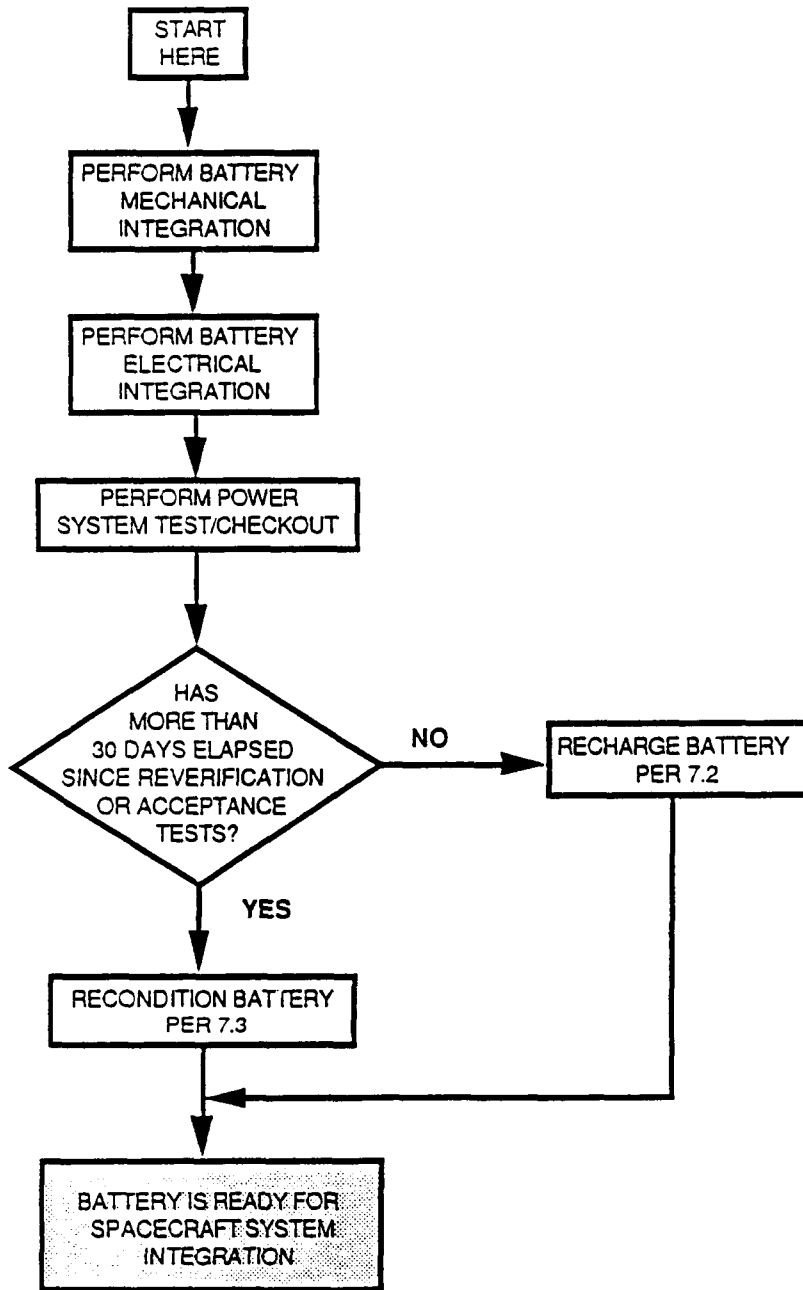 START
HERE
PERFORM BATTERY
MECHANICAL
INTEGRATION
PERFORM BATTERY
ELECTRICAL
INTEGRATION
PERFORM POWER
SYSTEM TEST/CHECKOUT
HAS
MORE THAN
30 DAYS ELAPSED
SINCE REVERIFICATION
OR ACCEPTANCE
TESTS?
NO
RECHARGE BATTERY
PER 7.2
YES
RECONDITION BATTERY
PER 7.3
BATTERY IS READY FOR
SPACECRAFT SYSTEM
INTEGRATION